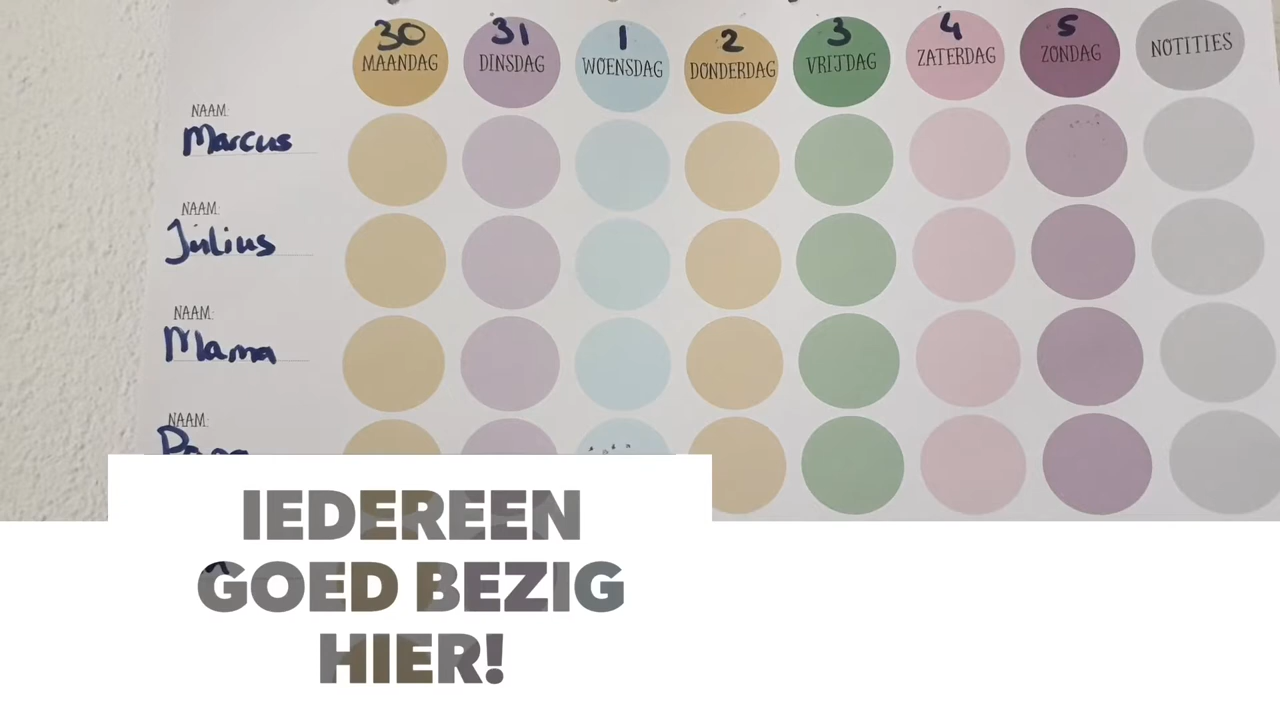 30 31 1 2 3 4 5
MAANDAG DINSDAG WOENSDAG DONDERDAG VRIJDAG ZATERDAG ZONDAG NOTITIES
NAAM:
Marcus
NAAM:
Julius
NAAM:
Mama
NAAM:
Papa
IEDEREEN
GOED BEZIG
HIER!